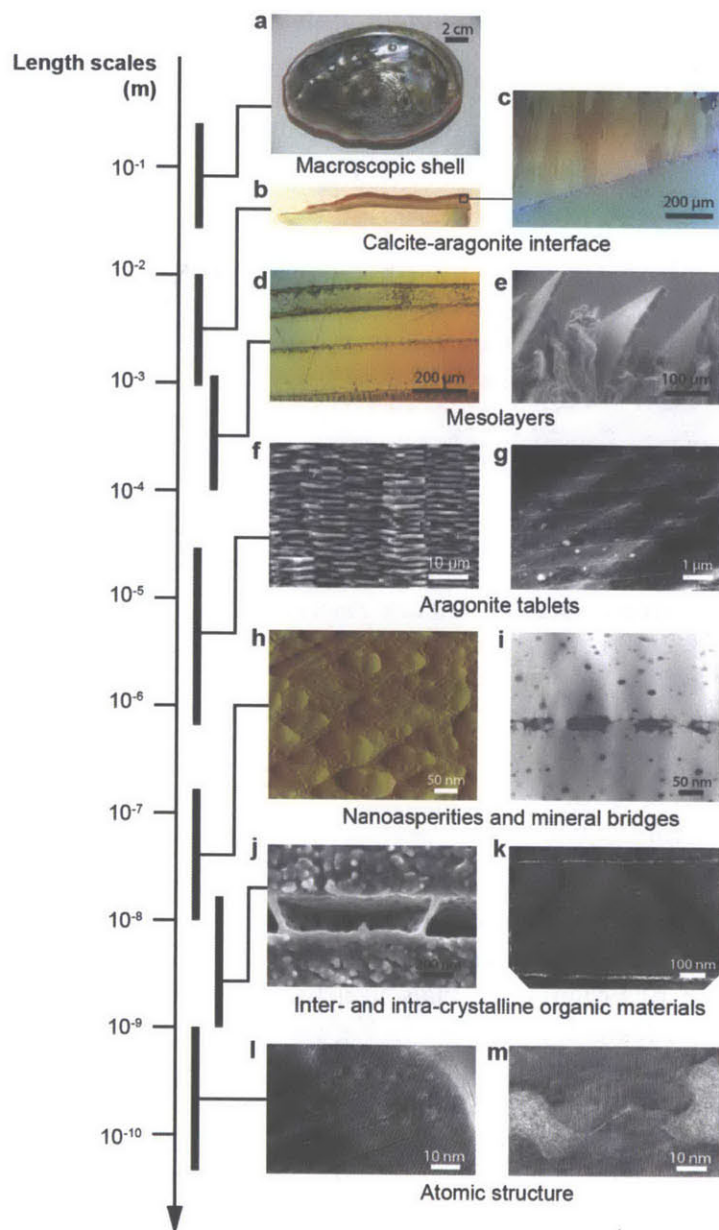 a
2 cm
Length scales
(m)
c
10⁻¹
Macroscopic shell
b
200 µm
Calcite-aragonite interface
10⁻²
d
e
10⁻³
200 µm
100 µm
Mesolayers
f
g
10⁻⁴
10 µm
1 µm
10⁻⁵
Aragonite tablets
h
i
10⁻⁶
50 nm
50 nm
10⁻⁷
Nanoasperities and mineral bridges
j
k
10⁻⁸
100 nm
Inter- and intra-crystalline organic materials
10⁻⁹
l
m
10⁻¹⁰
10 nm
10 nm
Atomic structure